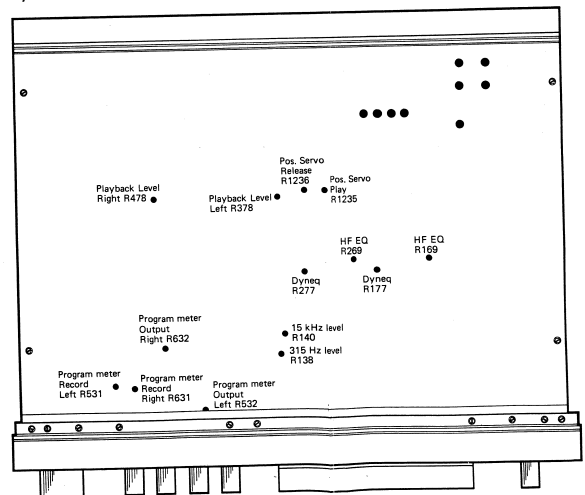 Pos. Servo
Release
R1236
Pos. Servo
Play
R1235
Playback Level
Right R478
Playback Level
Left R378
HF EQ
R269
HF EQ
R169
Dyneq
R277
Dyneq
R177
Program meter
Output
Right R632
15 kHz level
R140
315 Hz level
R138
Program meter
Record
Left R531
Program meter
Record
Right R631
Program meter
Output
Left R532